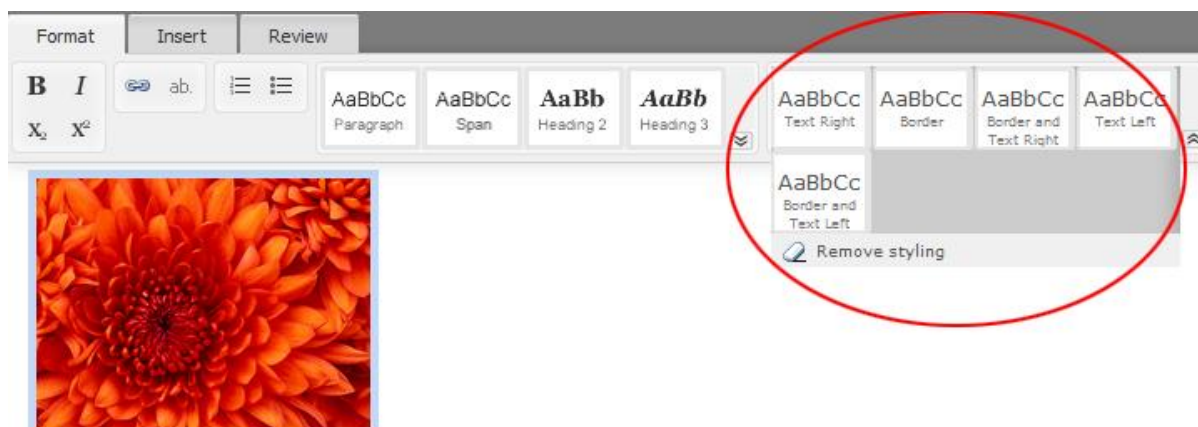 Format Insert Review
B I ab.
X₂ X²
AaBbCc AaBbCc AaBb AaBb
Paragraph Span Heading 2 Heading 3
AaBbCc AaBbCc AaBbCc AaBbCc
Text Right Border Border and Text Left
Text Right
AaBbCc
Border and
Text Left
Remove styling